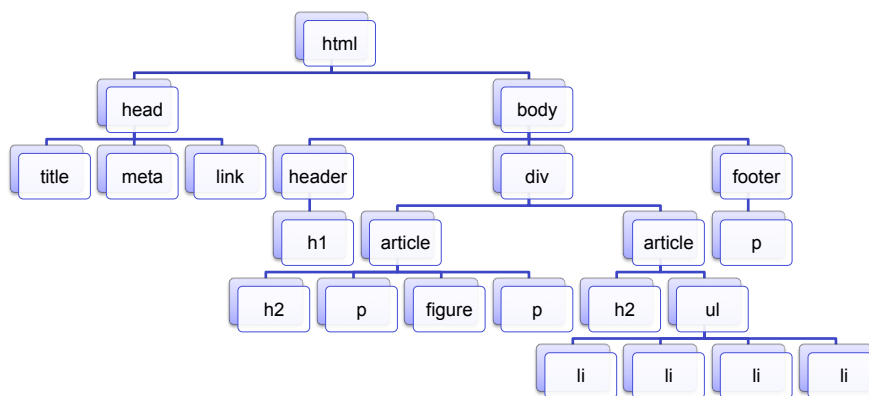 html
head body
title meta link header div footer
h1 article article p
h2 p figure p h2 ul
li li li li